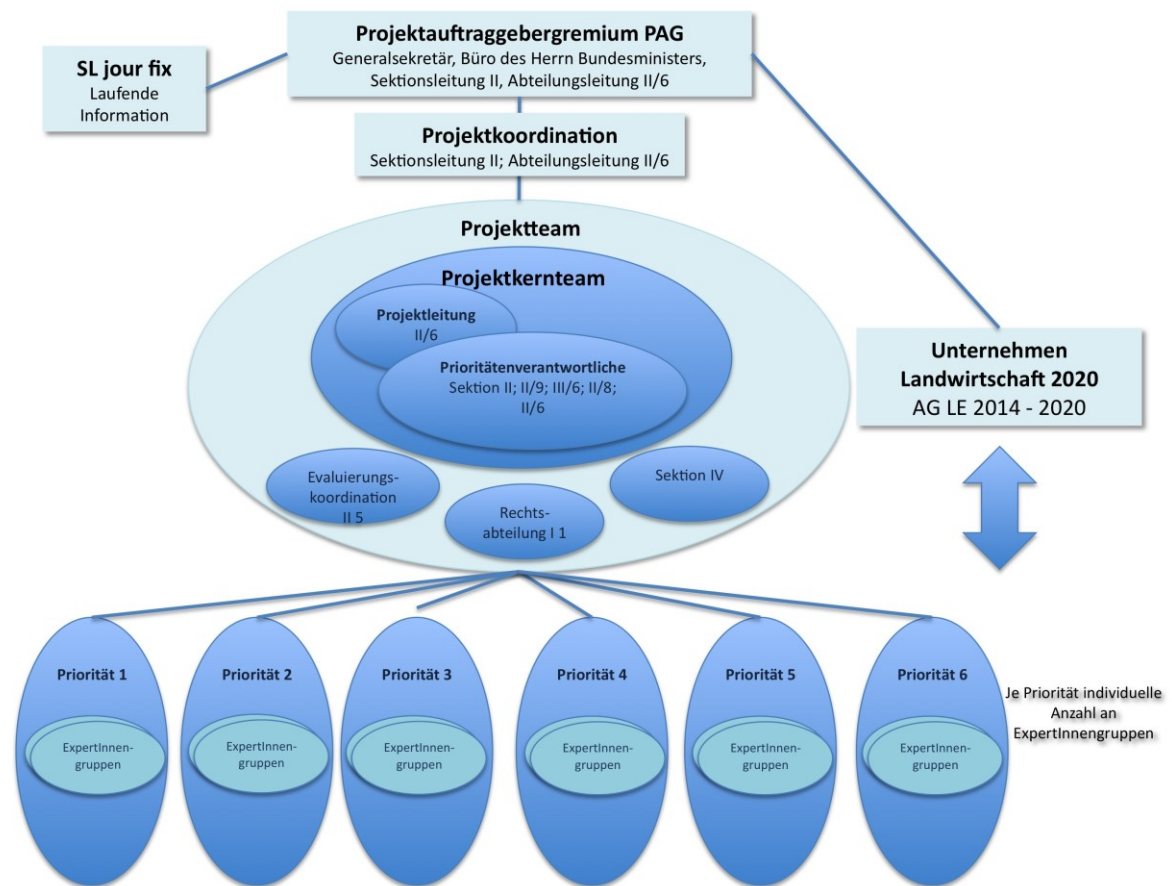 Projektauftraggebergremium PAG
Generalsekretär, Büro des Herrn Bundesministers,
Sektionsleitung II, Abteilungsleitung II/6
SL jour fix
Laufende
Information
Projektkoordination
Sektionsleitung II; Abteilungsleitung II/6
Projektteam
Projektkernteam
Projektleitung
II/6
Prioritätenverantwortliche
Sektion II; II/9; III/6; II/8;
II/6
Unternehmen
Landwirtschaft 2020
AG LE 2014 - 2020
Evaluierungs-
koordination
II 5
Rechts-
abteilung I 1
Sektion IV
Priorität 1
Priorität 2
Priorität 3
Priorität 4
Priorität 5
Priorität 6
ExpertInnen-
gruppen
ExpertInnen-
gruppen
ExpertInnen-
gruppen
ExpertInnen-
gruppen
ExpertInnen-
gruppen
ExpertInnen-
gruppen
Je Priorität individuelle
Anzahl an
ExpertInnengruppen